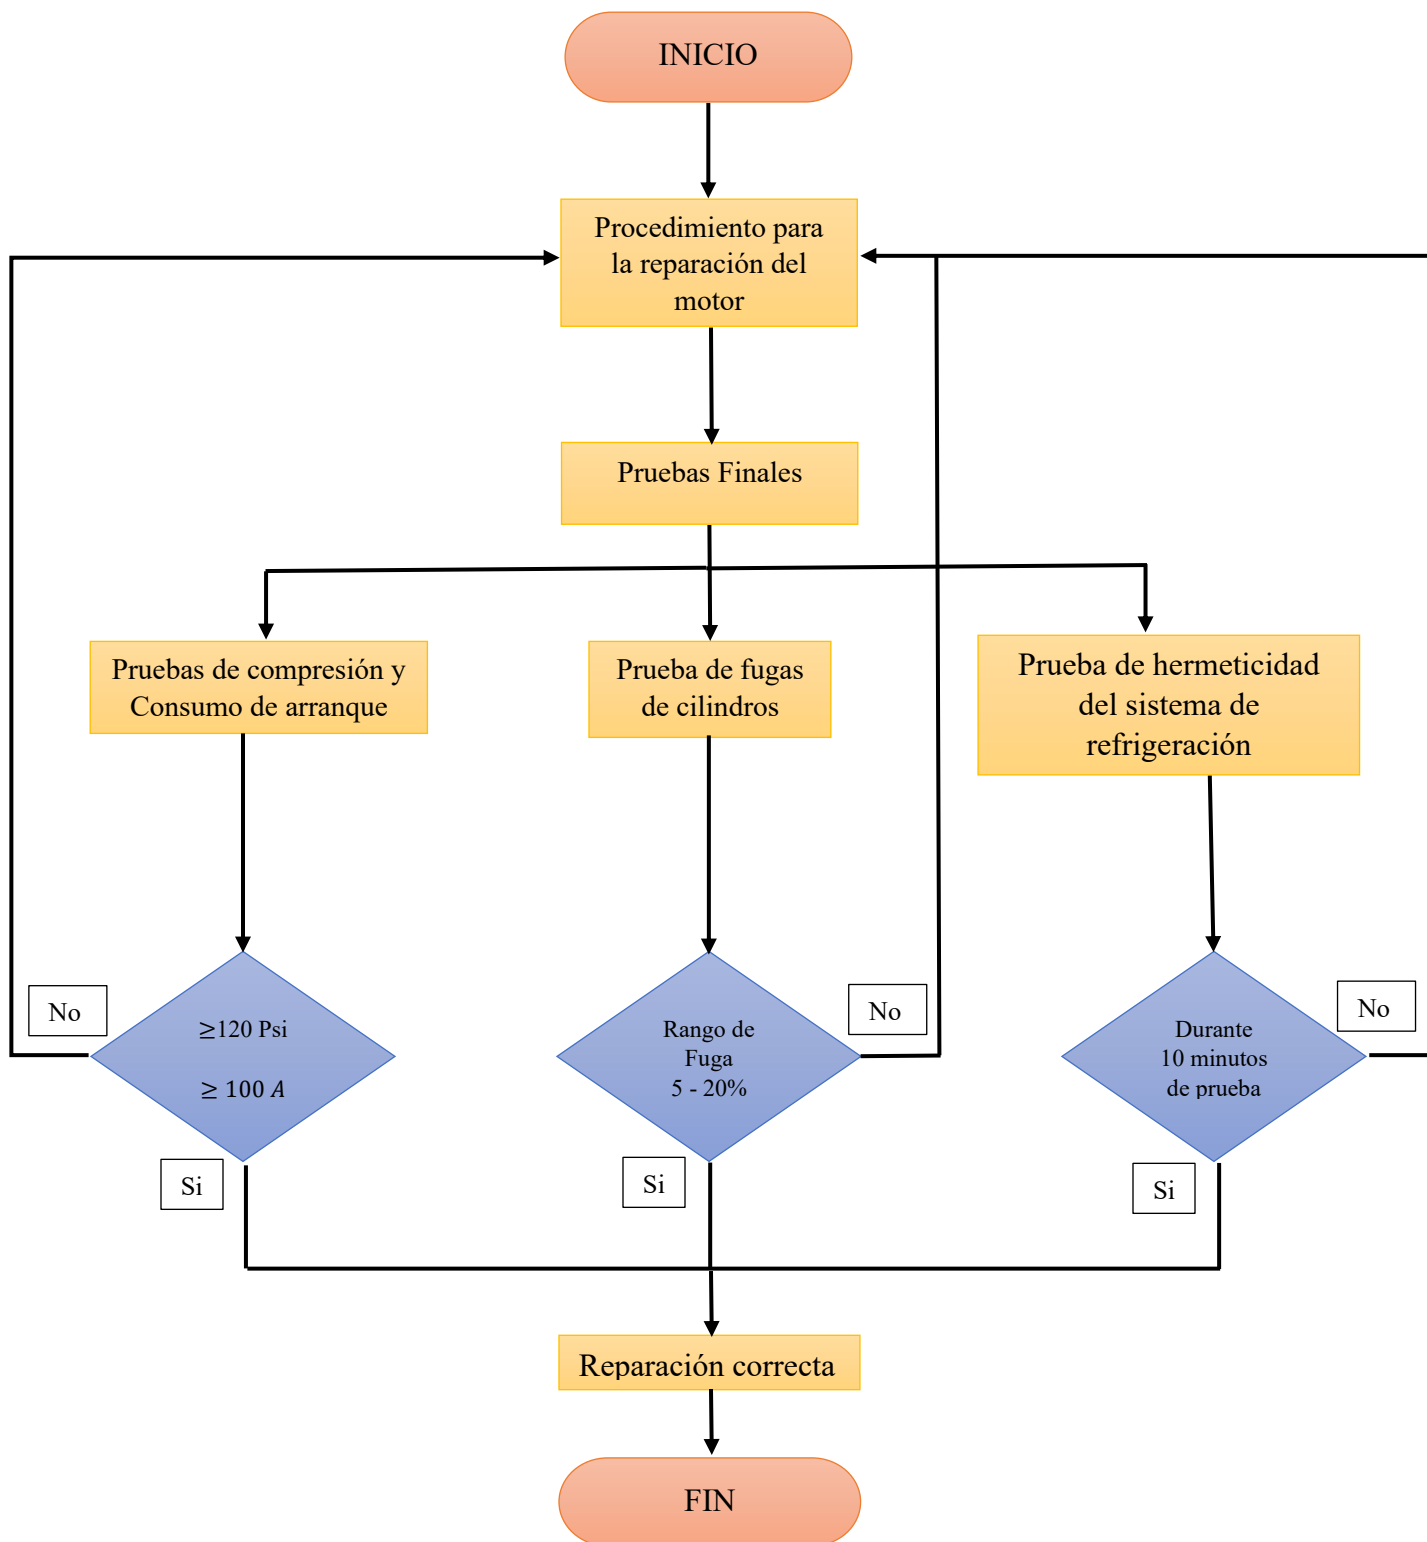 INICIO
Procedimiento para
la reparación del
motor
Pruebas Finales
Pruebas de compresión y
Consumo de arranque
Prueba de fugas
de cilindros
Prueba de hermeticidad
del sistema de
refrigeración
No
≥120 Psi
≥ 100 A
Rango de
Fuga
5 - 20%
No
Durante
10 minutos
de prueba
No
Si
Si
Si
Reparación correcta
FIN